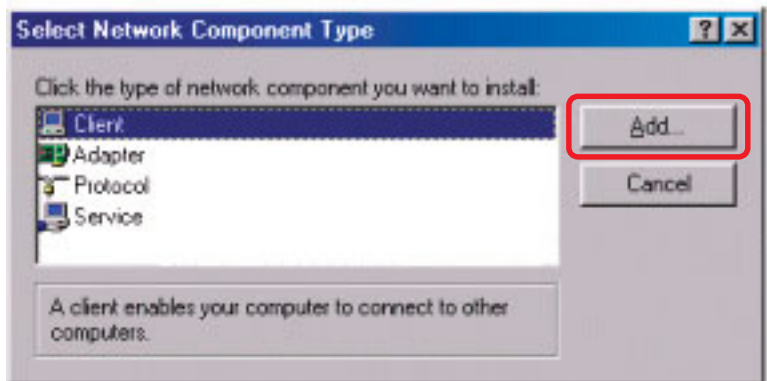 Select Network Component Type
Click the type of network component you want to install:
Client
Adapter
Protocol
Service
Add...
Cancel
A client enables your computer to connect to other
computers.